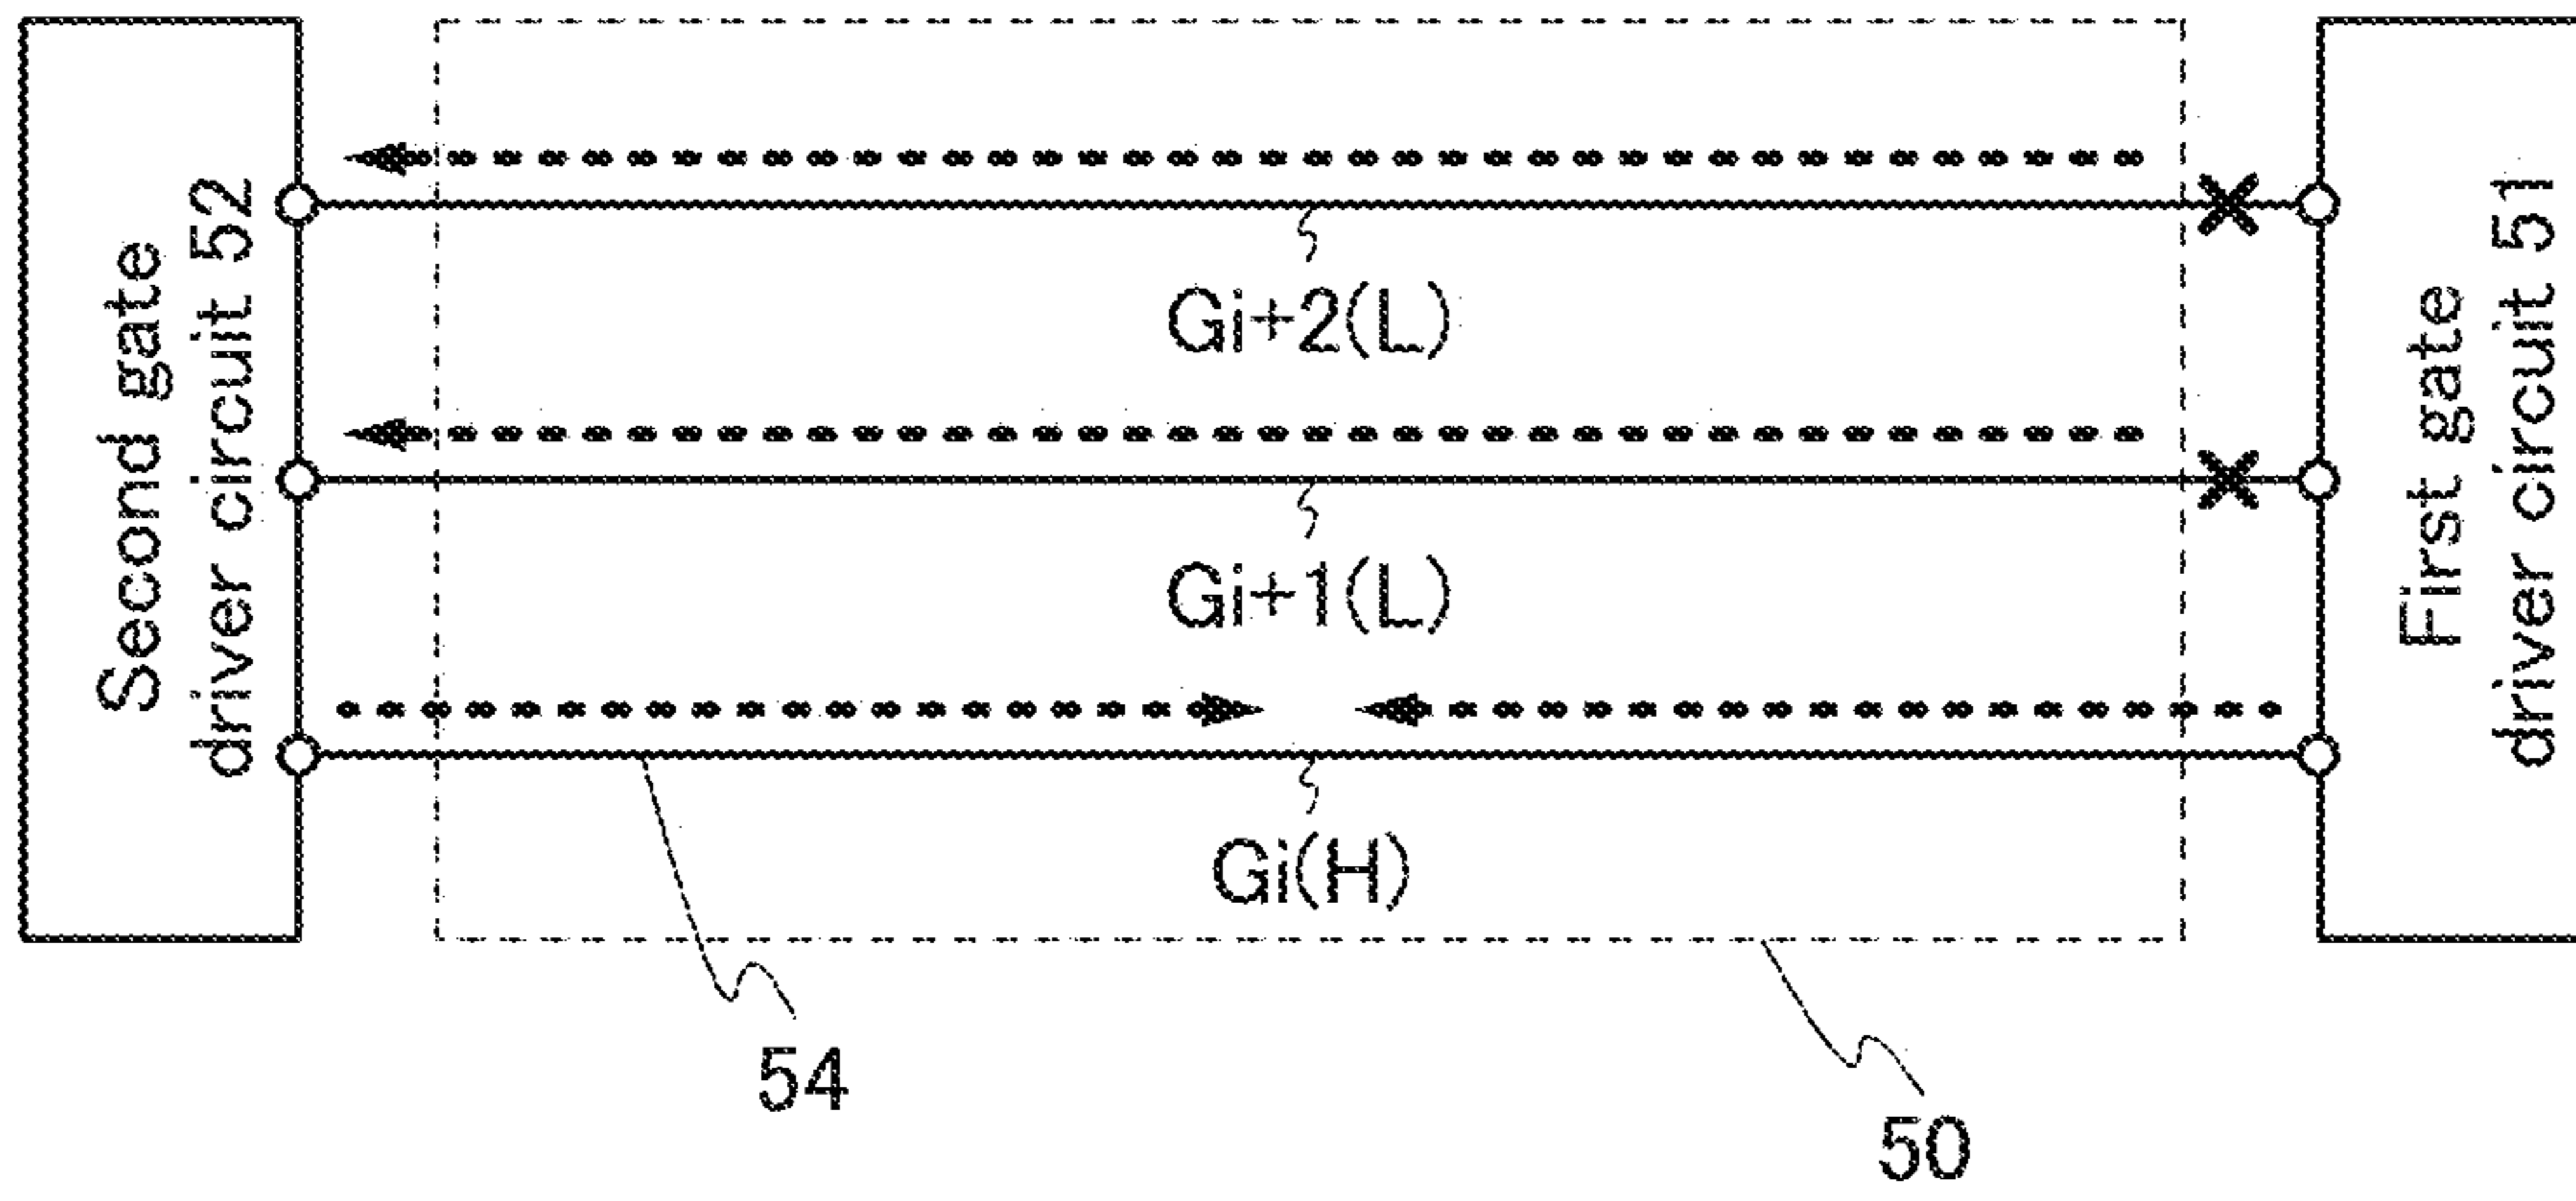 Second gate
driver circuit 52
Gi+2(L)
Gi+1(L)
Gi(H)
First gate
driver circuit 51
54
50